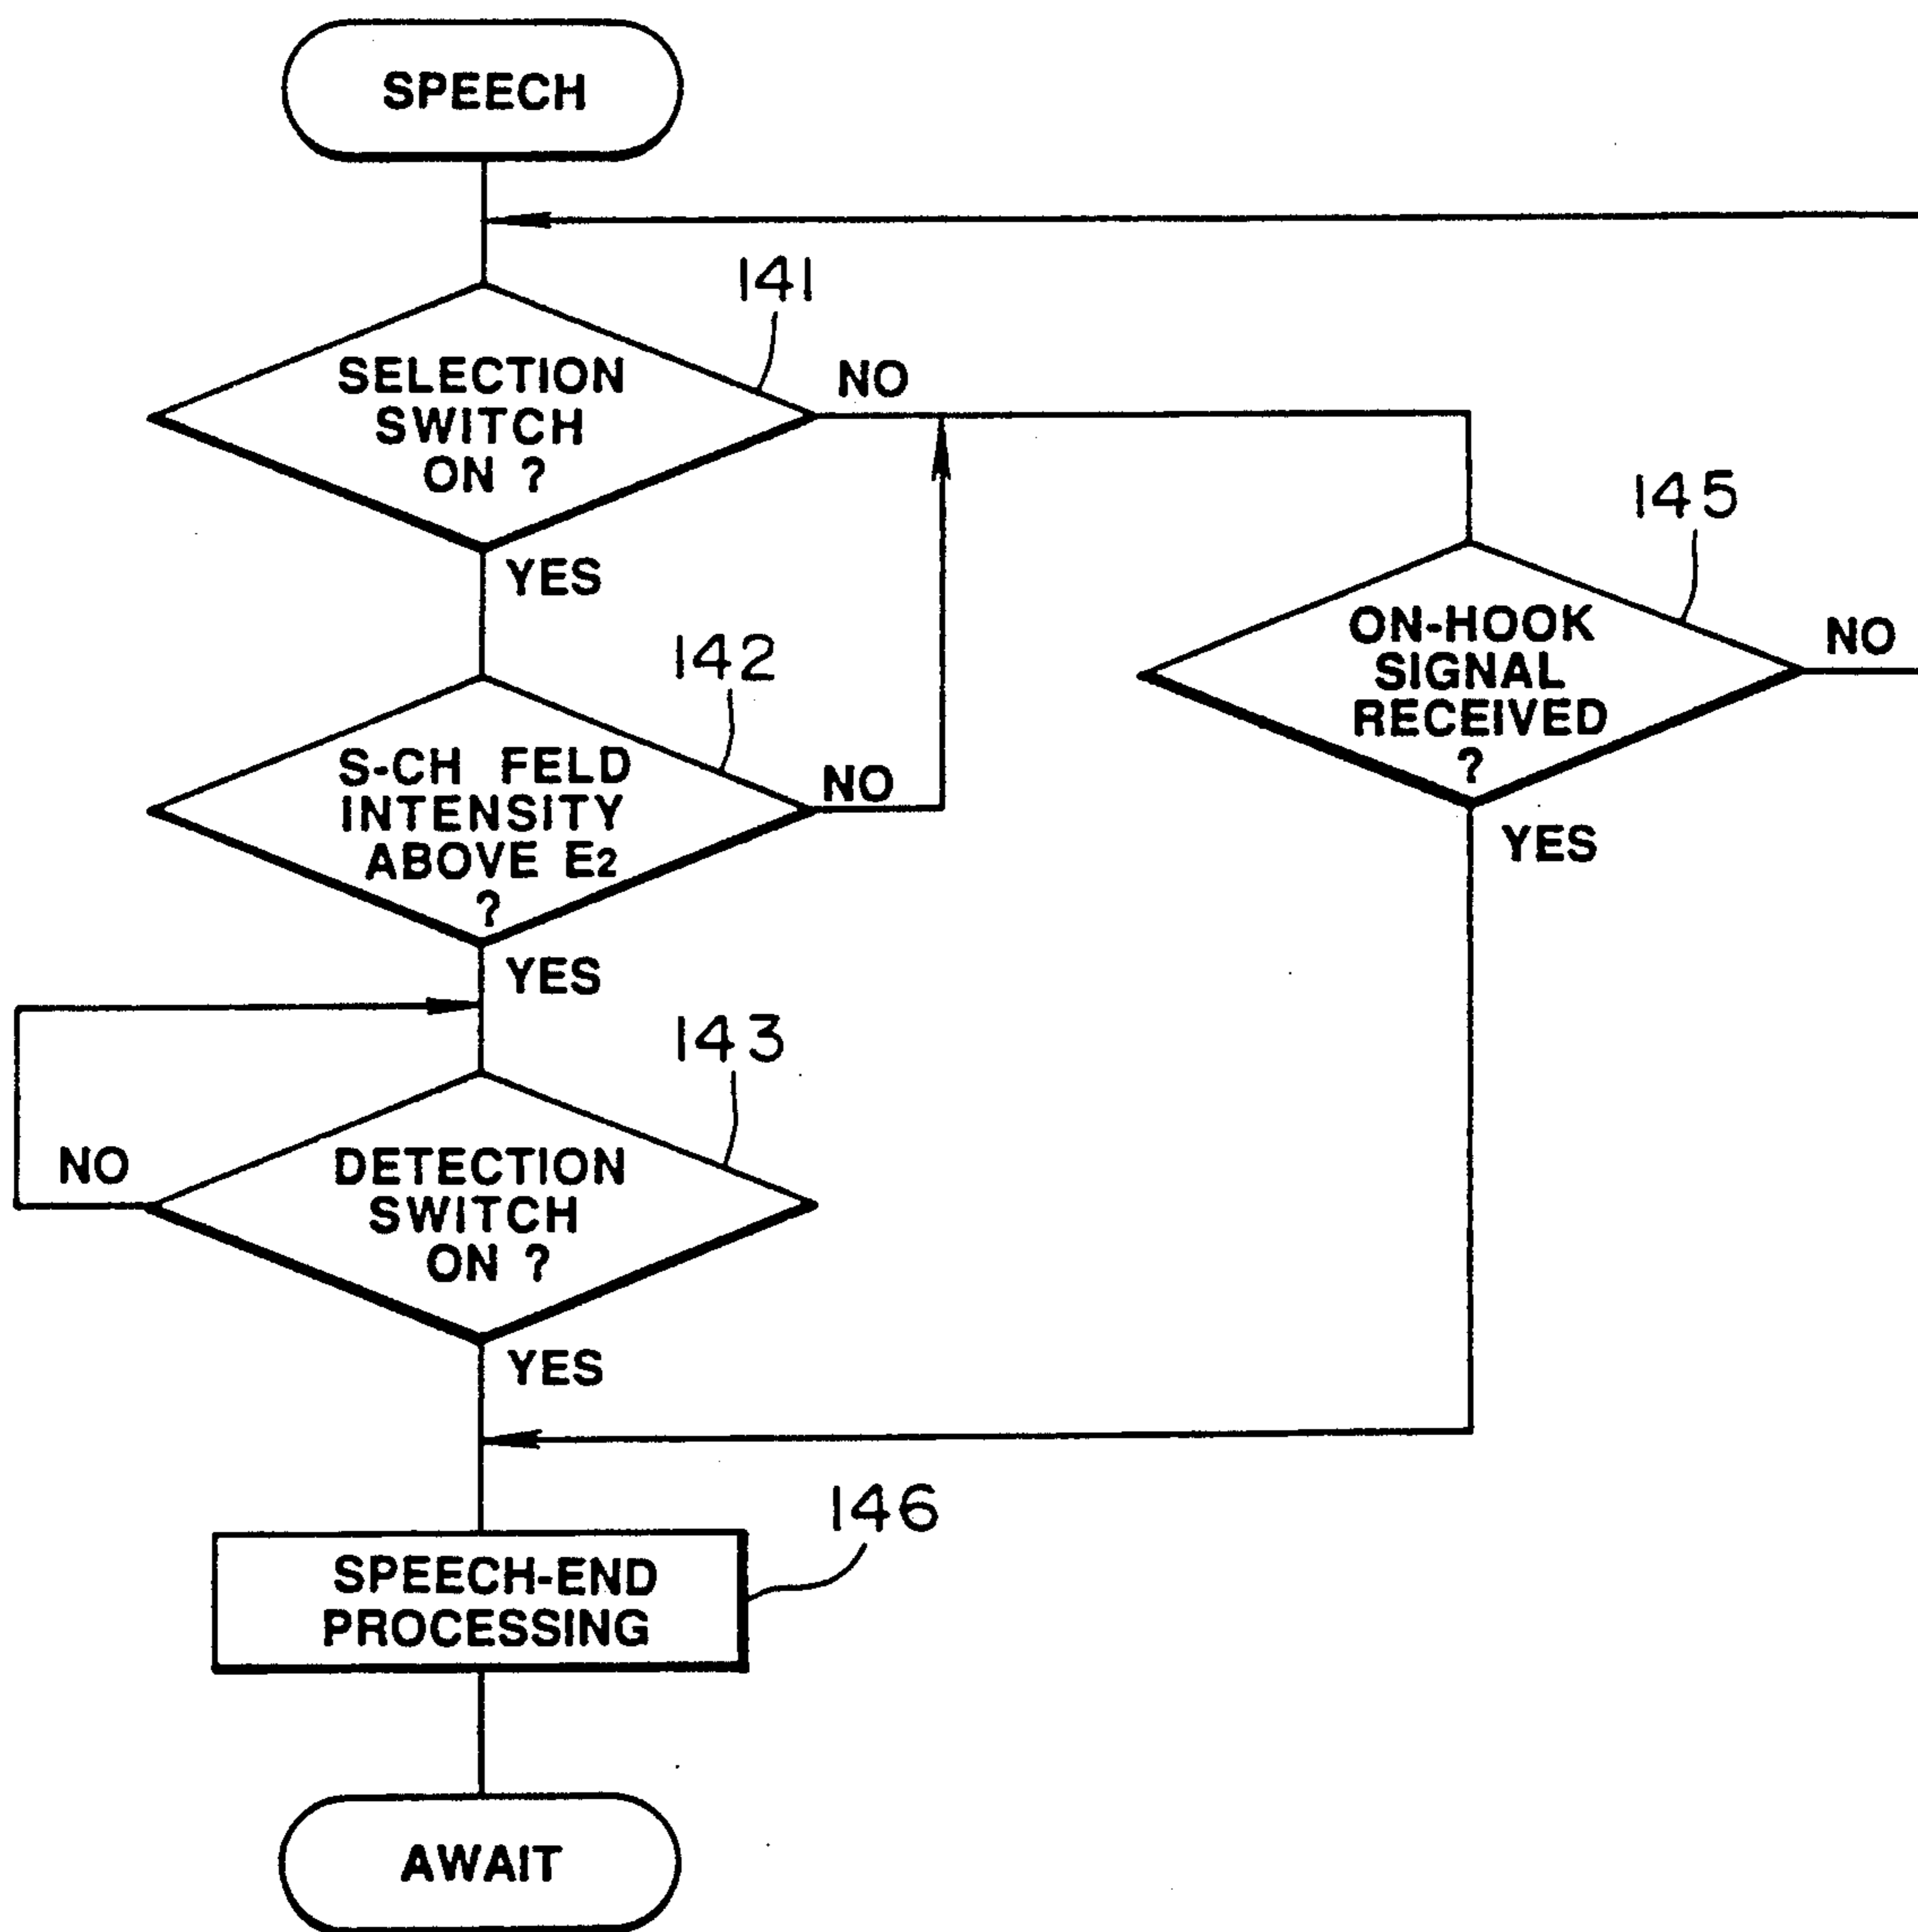 SPEECH
141
SELECTION
SWITCH
ON ?
NO
YES
142
S-CH FELD
INTENSITY
ABOVE E2
?
NO
YES
145
ON-HOOK
SIGNAL
RECEIVED
?
NO
YES
143
DETECTION
SWITCH
ON ?
NO
YES
146
SPEECH-END
PROCESSING
AWAIT